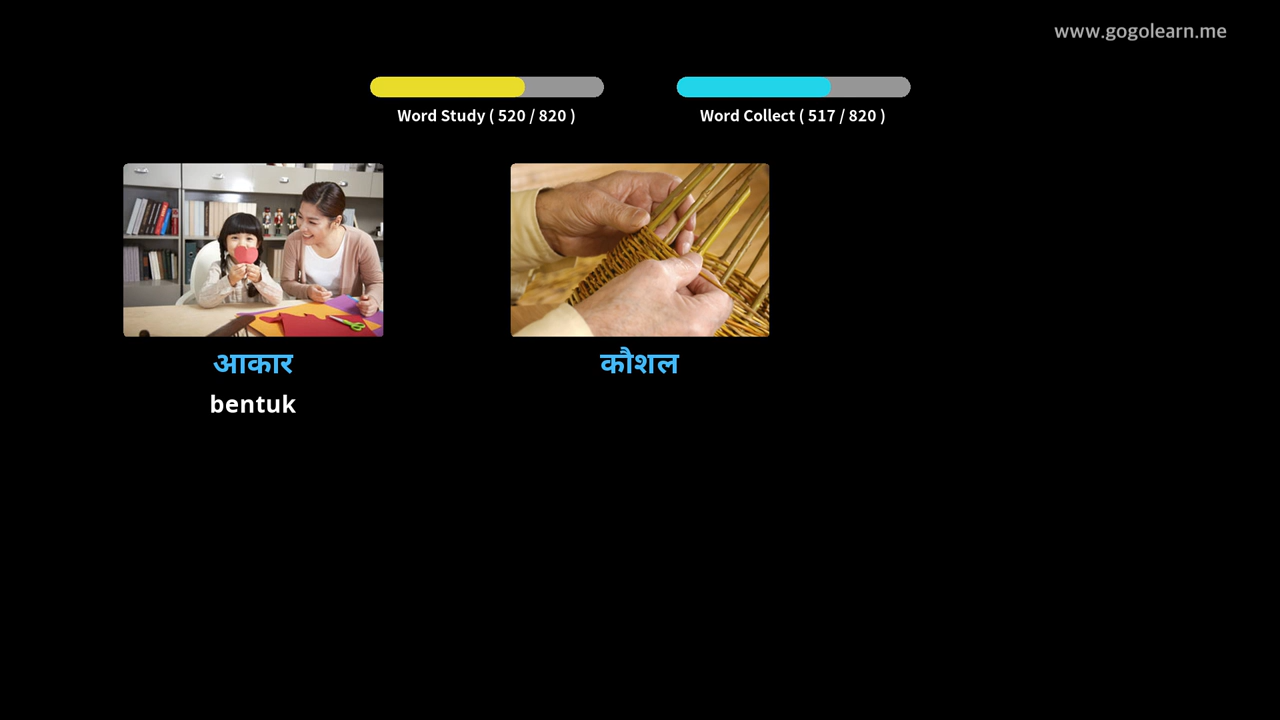 www.gogolearn.me
Word Study ( 520 / 820 )
Word Collect ( 517 / 820 )
आकार
bentuk
कौशल